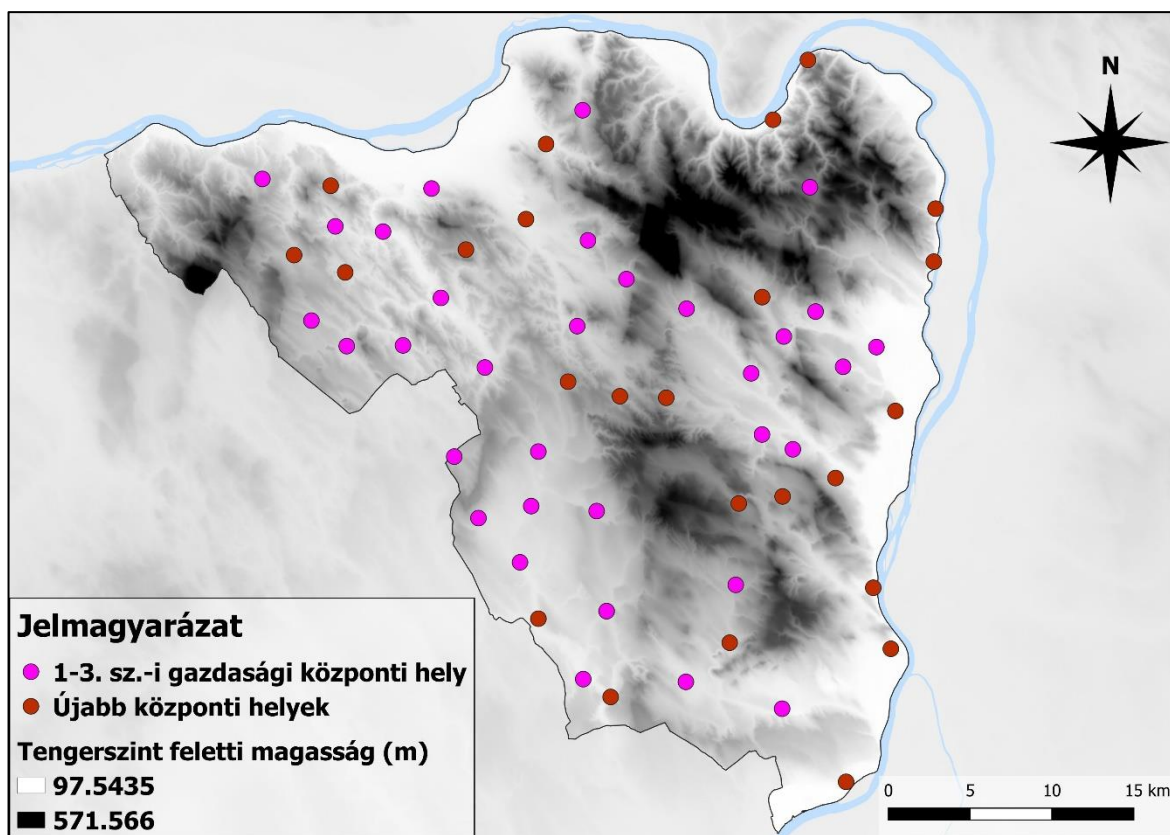 N
Jelmagyarázat
1-3. sz.-i gazdasági központi hely
Újabb központi helyek
Tengerszint feletti magasság (m)
97.5435
571.566
0 5 10 15 km